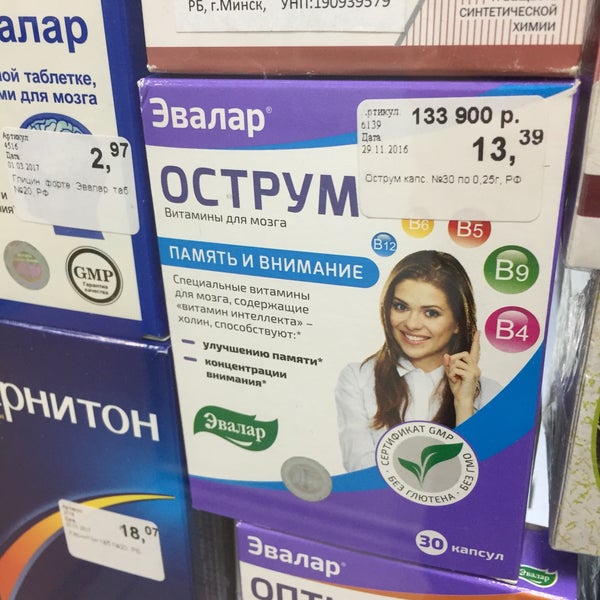 РБ, г.Минск, УНП:190939579
СИНТЕТИЧЕСКОЙ
ХИМИИ
валар
ой таблетке,
ми для мозга
Артикул
4516
Дата
01.03.2017
2,97
Глицин форте Эвалар таб
№20, РФ
GMP
Гарантия
качества
Эвалар®
Артикул
6139
Дата
29.11.2016
133 900 р.
13,39
Острум капс. №30 по 0,25г, РФ
ОСТРУМ
Витамины для мозга
ПАМЯТЬ И ВНИМАНИЕ
B12
B6
B5
B9
B4
Специальные витамины
для мозга, содержащие
«витамин интеллекта» –
холин, способствуют:*
– улучшению памяти*
– концентрации
внимания*
Эвалар
СЕРТИФИКАТ GMP
БЕЗ ГЛЮТЕНА · БЕЗ ГМО
30 капсул
рнитон
18,07
Эвалар®
ОПТИ
Эвалар